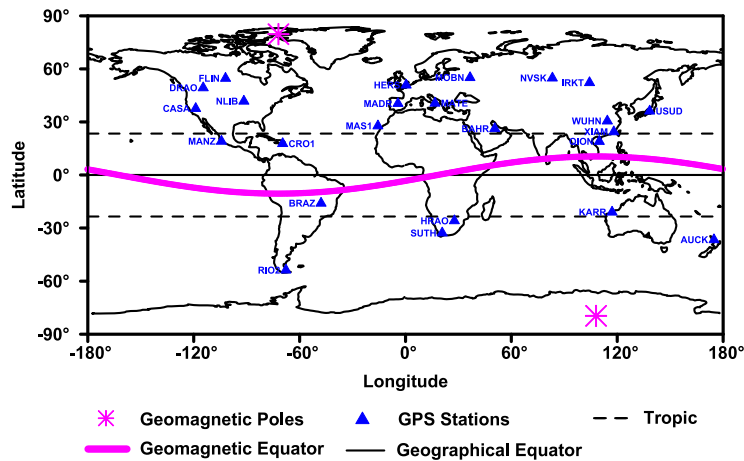 90°
60°
30°
0°
-30°
-60°
-90°
Latitude
FLIN
DRAO
NLIB
CASA
MANZ
CRO1
HERS
MOBN
NVSK
IRKT
MADR
MATE
MAS1
BAHR
WUHN
USUD
XIAM
QION
BRAZ
HRAO
SUTH
KARR
AUCK
RIO2
-180° -120° -60° 0° 60° 120° 180°
Longitude
Geomagnetic Poles GPS Stations Tropic
Geomagnetic Equator Geographical Equator